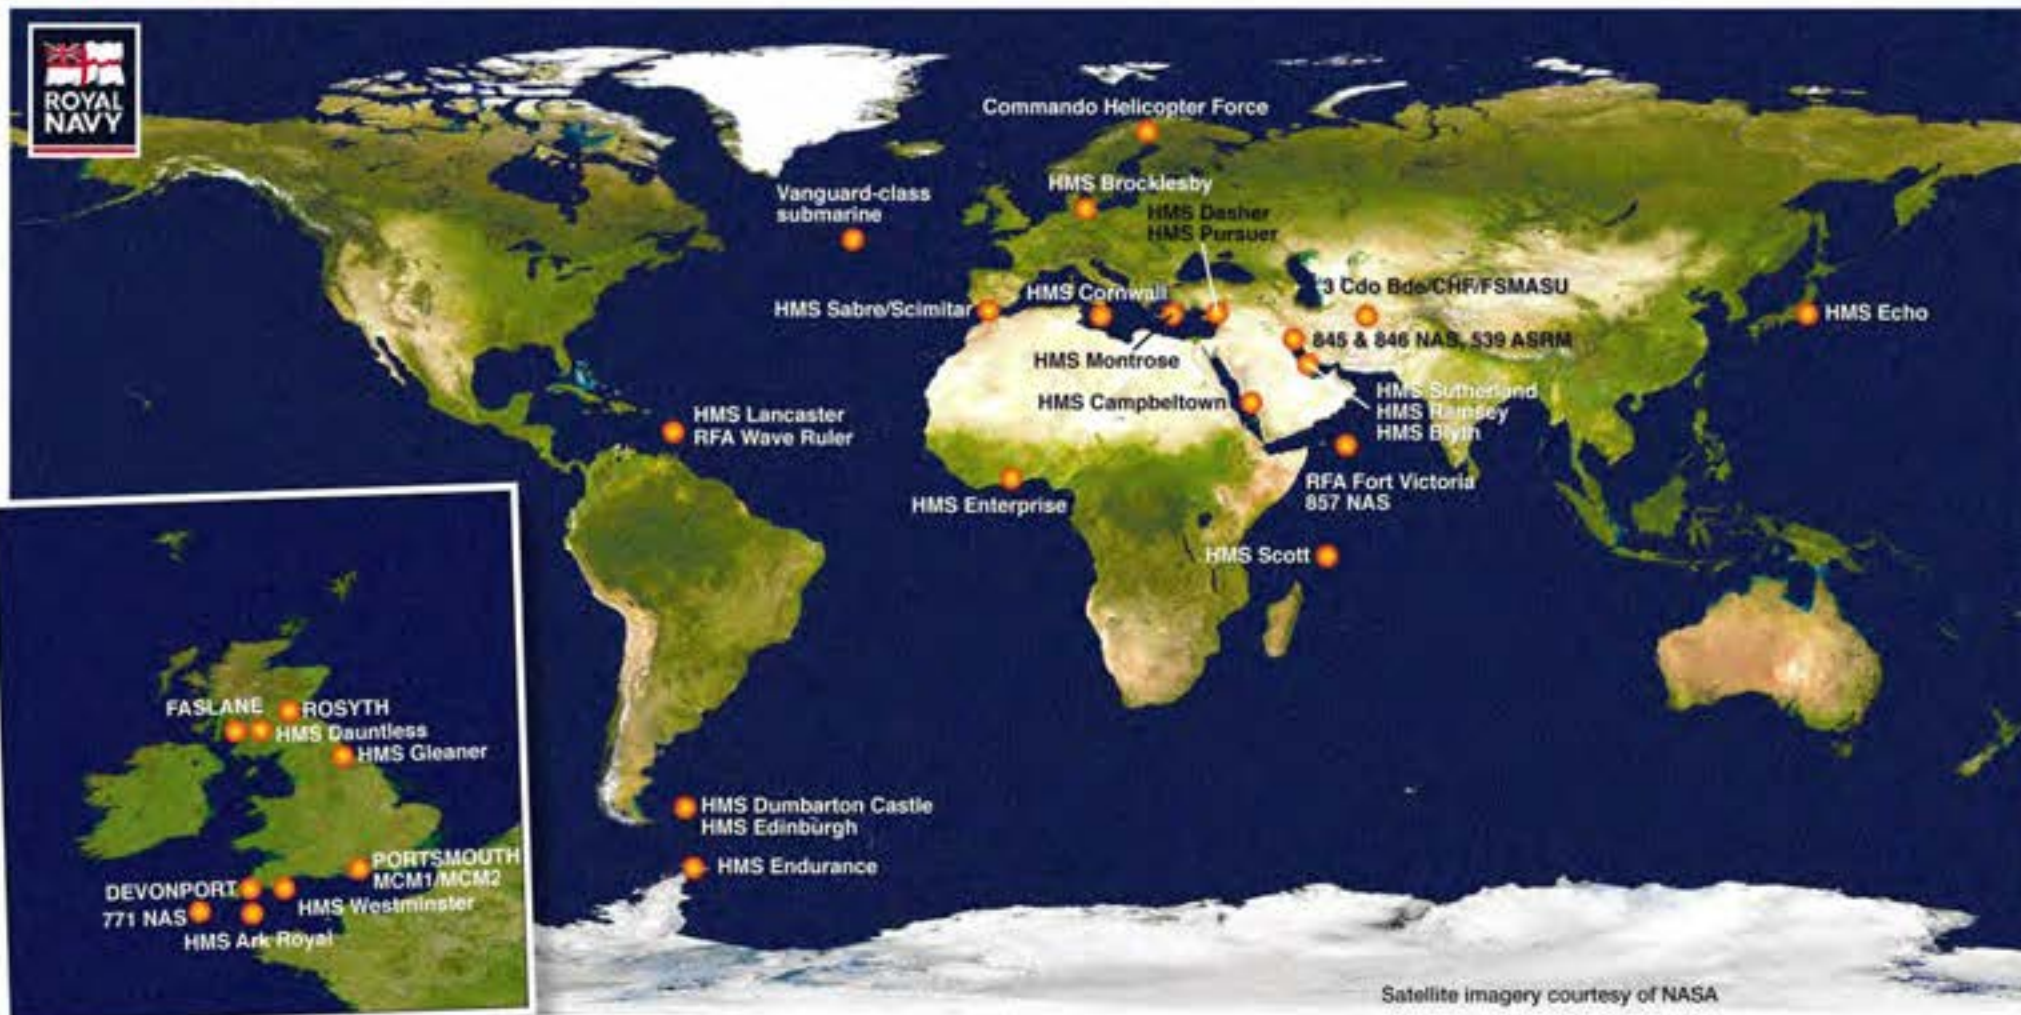 ROYAL
NAVY
Commando Helicopter Force
Vanguard-class
submarine
HMS Brocklesby
HMS Dasher
HMS Pursuer
HMS Sabre/Scimitar
HMS Cornwall
3 Cdo Bde/CHF/FSMASU
HMS Echo
845 & 846 NAS, 539 ASRM
HMS Montrose
HMS Campbeltown
HMS Sutherland
HMS Ramsey
HMS Blyth
HMS Lancaster
RFA Wave Ruler
HMS Enterprise
RFA Fort Victoria
857 NAS
HMS Scott
FASLANE
ROSYTH
HMS Dauntless
HMS Gleaner
PORTSMOUTH
MCM1/MCM2
DEVONPORT
HMS Westminster
771 NAS
HMS Ark Royal
HMS Dumbarton Castle
HMS Edinburgh
HMS Endurance
Satellite imagery courtesy of NASA